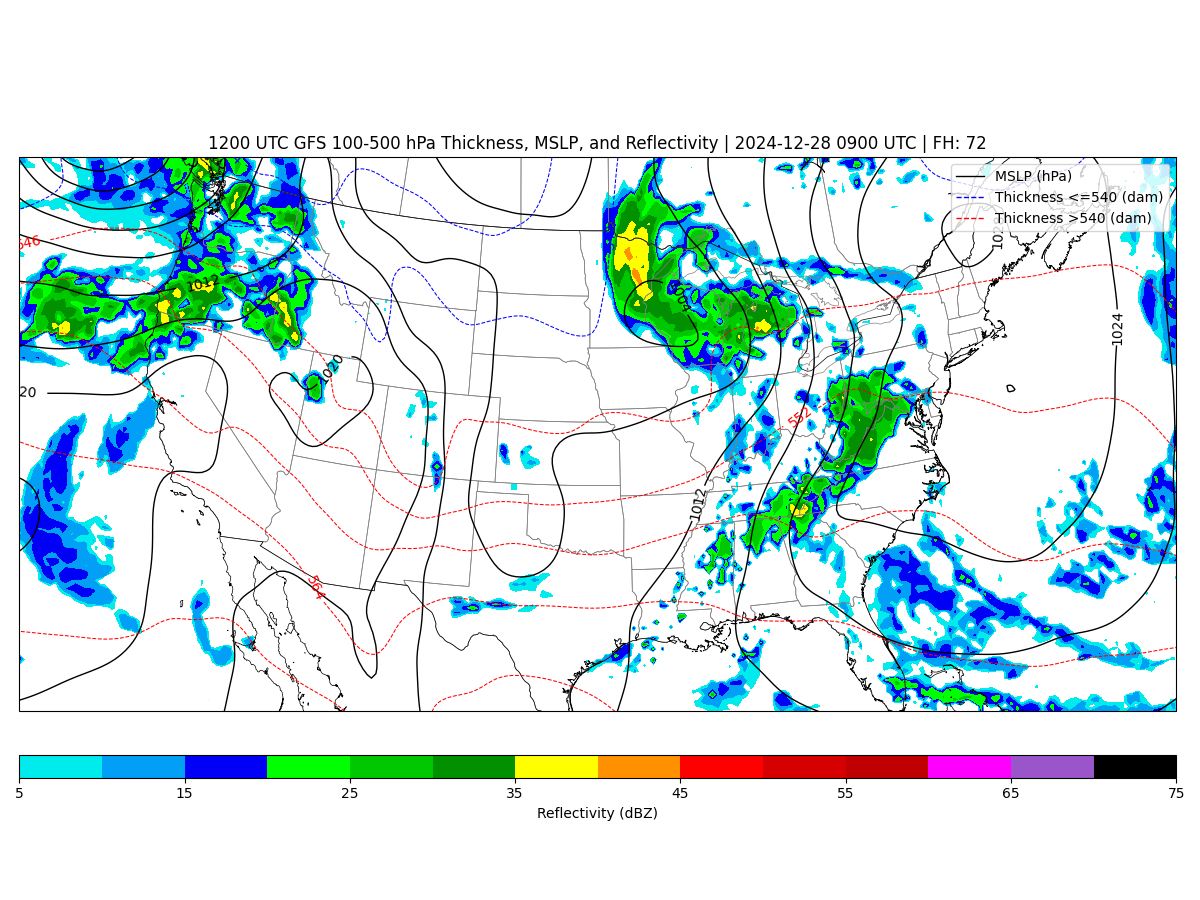 1200 UTC GFS 100-500 hPa Thickness, MSLP, and Reflectivity | 2024-12-28 0900 UTC | FH: 72
MSLP (hPa)
Thickness <=540 (dam)
Thickness >540 (dam)
546
1012
1024
1020
20
552
1012
564
5 15 25 35 45 55 65 75
Reflectivity (dBZ)